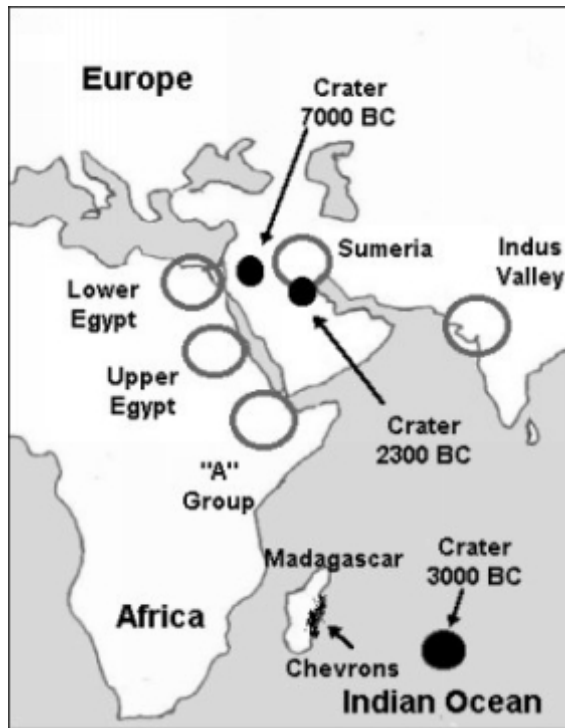 Europe
Crater
7000 BC
Sumeria
Indus
Valley
Lower
Egypt
Upper
Egypt
Crater
2300 BC
"A"
Group
Madagascar
Crater
3000 BC
Africa
Chevrons
Indian Ocean